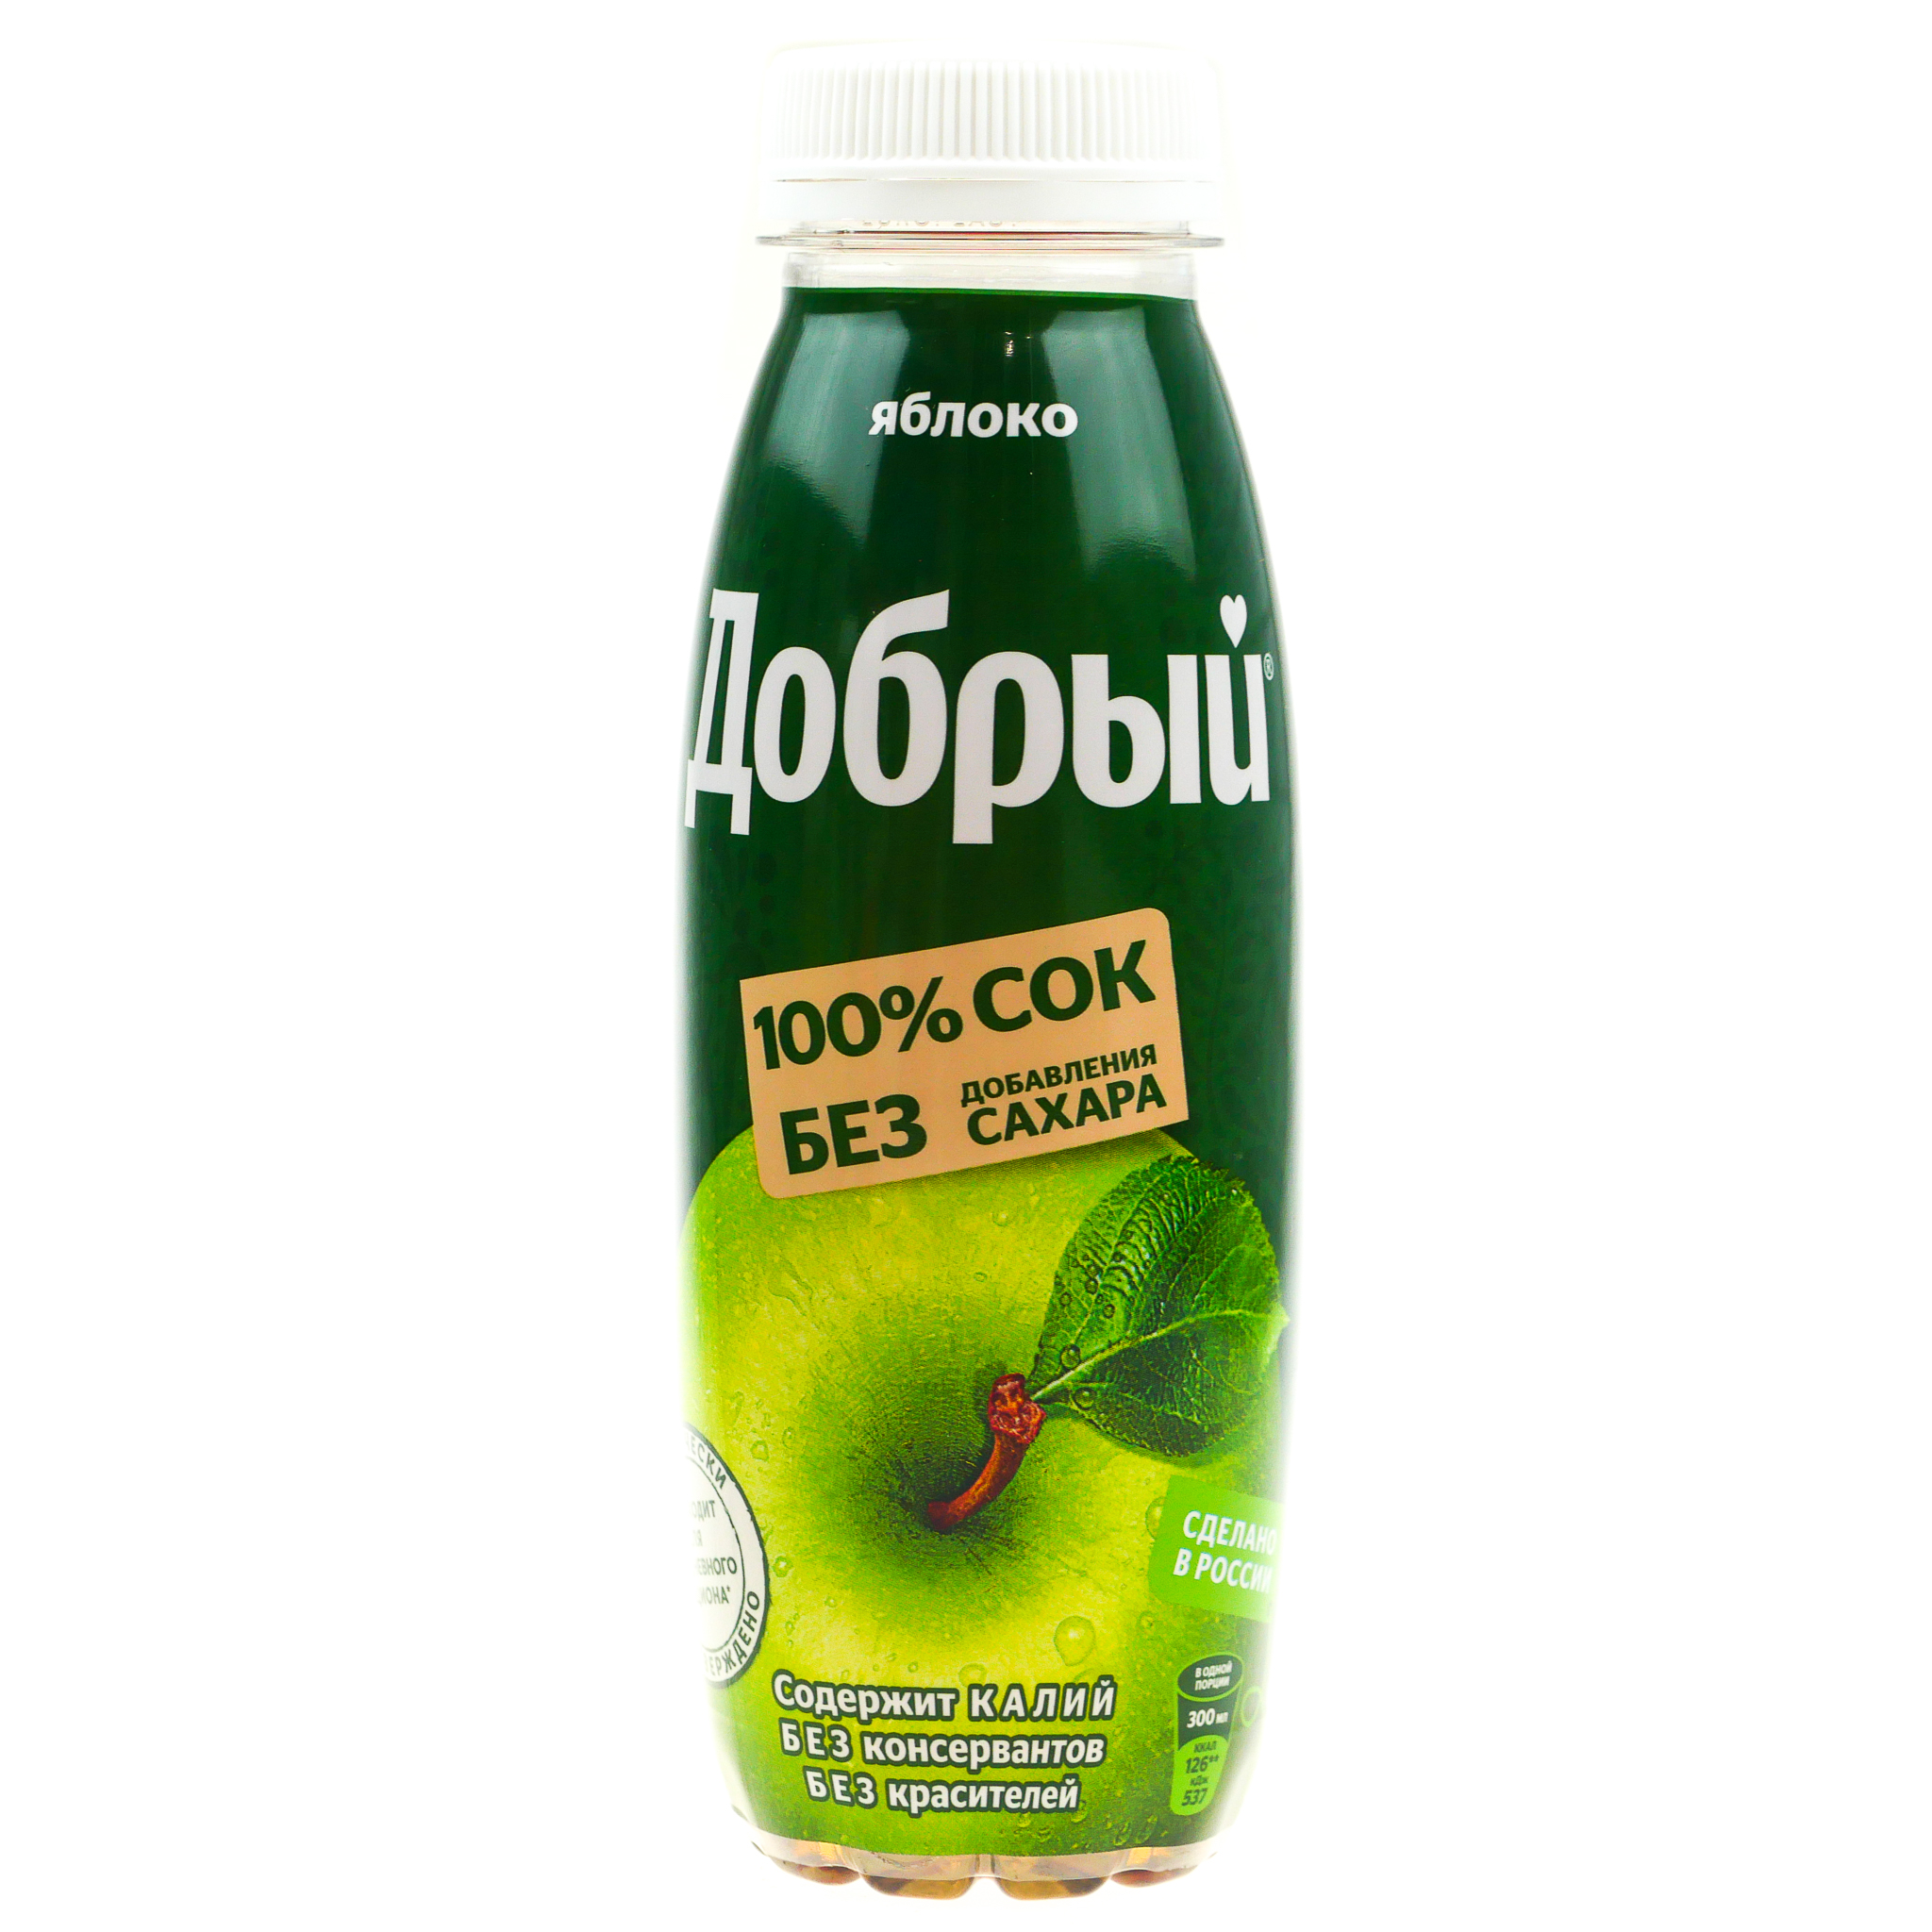 яблоко
Добрый®
100% СОК
БЕЗ ДОБАВЛЕНИЯ
САХАРА
СДЕЛАНО
В РОССИИ
Содержит КАЛИЙ
БЕЗ консервантов
БЕЗ красителей
В ОДНОЙ
ПОРЦИИ
300 мл
ККАЛ
126**
кДж
537